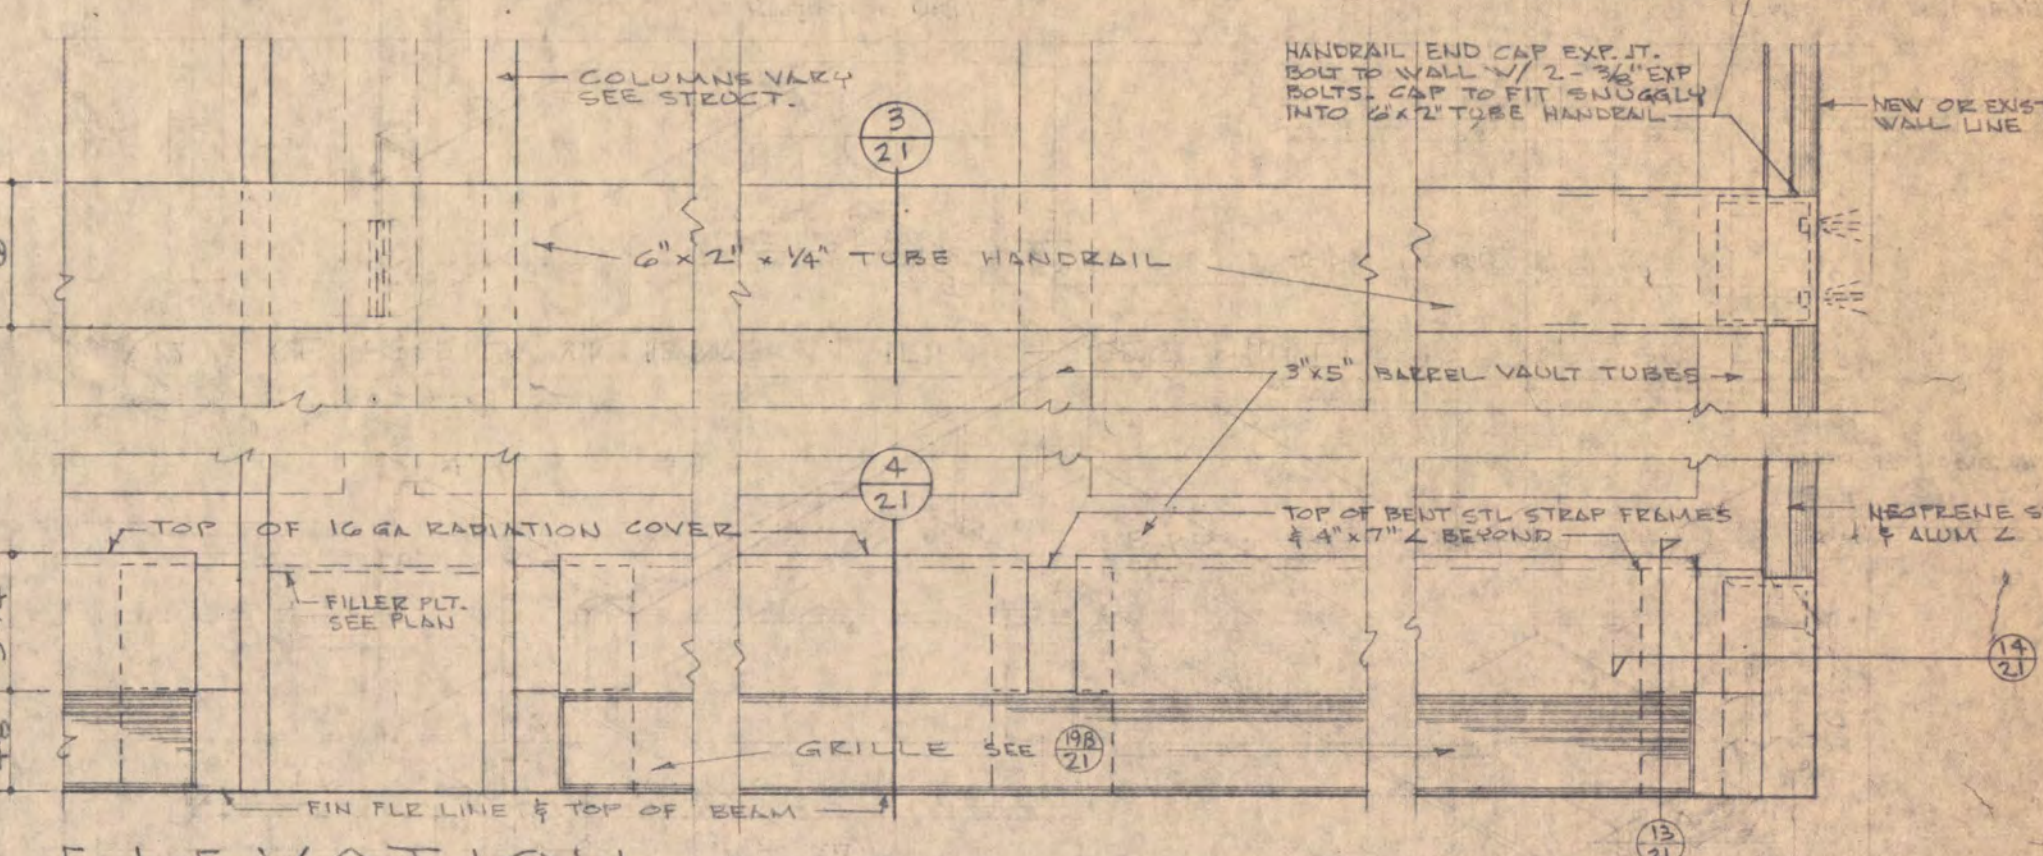 HANDRAIL END CAP EXP. JT.
BOLT TO WALL W/ 2 - 3/8" EXP
BOLTS. CAP TO FIT SNUGGLY
INTO 6"x2" TUBE HANDRAIL
COLUMNS VARY
SEE STRUCT.
NEW OR EXIST
WALL LINE
3
21
6" x 2" x 1/4" TUBE HANDRAIL
3"x5" BARREL VAULT TUBES
4
21
TOP OF 16 GA RADIATION COVER
TOP OF BENT STL STRAP FRAMES
& 4" x 7" ∠ BEYOND
NEOPRENE S
& ALUM Z
FILLER PLT.
SEE PLAN
14
21
GRILLE SEE 19B
21
FIN FLR LINE & TOP OF BEAM
13
21
ELEVATION